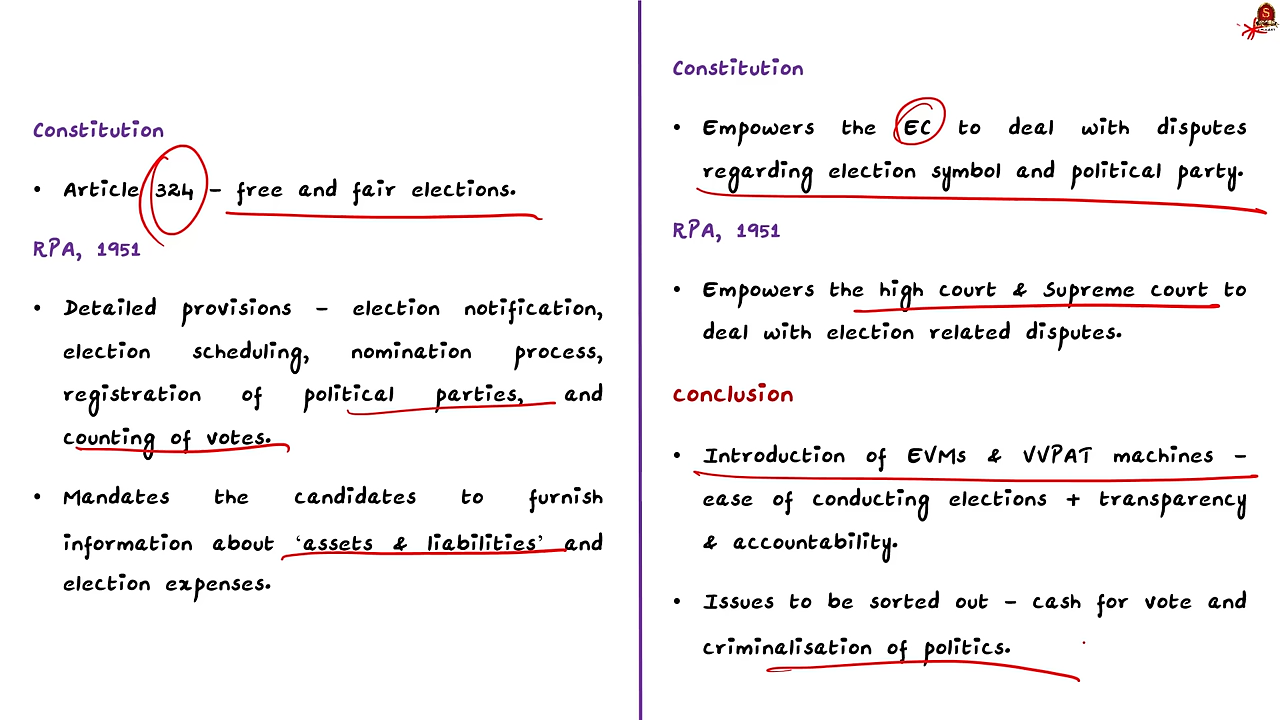 Constitution
• Article 324 – free and fair elections.
RPA, 1951
• Detailed provisions – election notification,
election scheduling, nomination process,
registration of political parties, and
counting of votes.
• Mandates the candidates to furnish
information about ‘assets & liabilities’ and
election expenses.
Constitution
• Empowers the EC to deal with disputes
regarding election symbol and political party.
RPA, 1951
• Empowers the high court & Supreme court to
deal with election related disputes.
Conclusion
• Introduction of EVMs & VVPAT machines –
ease of conducting elections + transparency
& accountability.
• Issues to be sorted out – cash for vote and
criminalisation of politics.